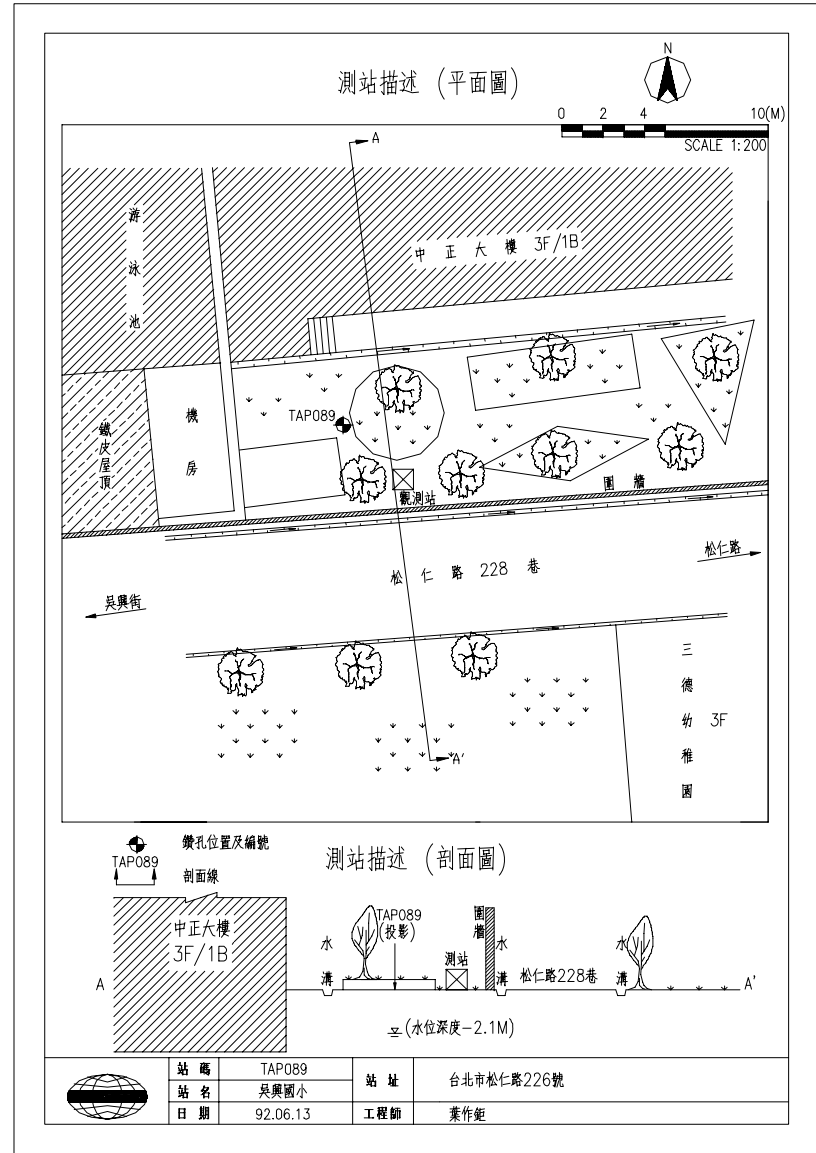 測站描述 (平面圖)
N
0 2 4 10(M)
SCALE 1:200
A
游泳池
中正大樓 3F/1B
機房
鐵皮屋頂
TAP089
觀測站
圍牆
松仁路 228 巷
松仁路
吳興街
三德幼稚園 3F
A'
鑽孔位置及編號
TAP089
剖面線
測站描述 (剖面圖)
中正大樓
3F/1B
A
水溝
TAP089
(投影)
測站
圍牆
水溝
松仁路228巷
水溝
A'
(水位深度-2.1M)
站碼 TAP089
站名 吳興國小
日期 92.06.13
站址 台北市松仁路226號
工程師 葉作鉅